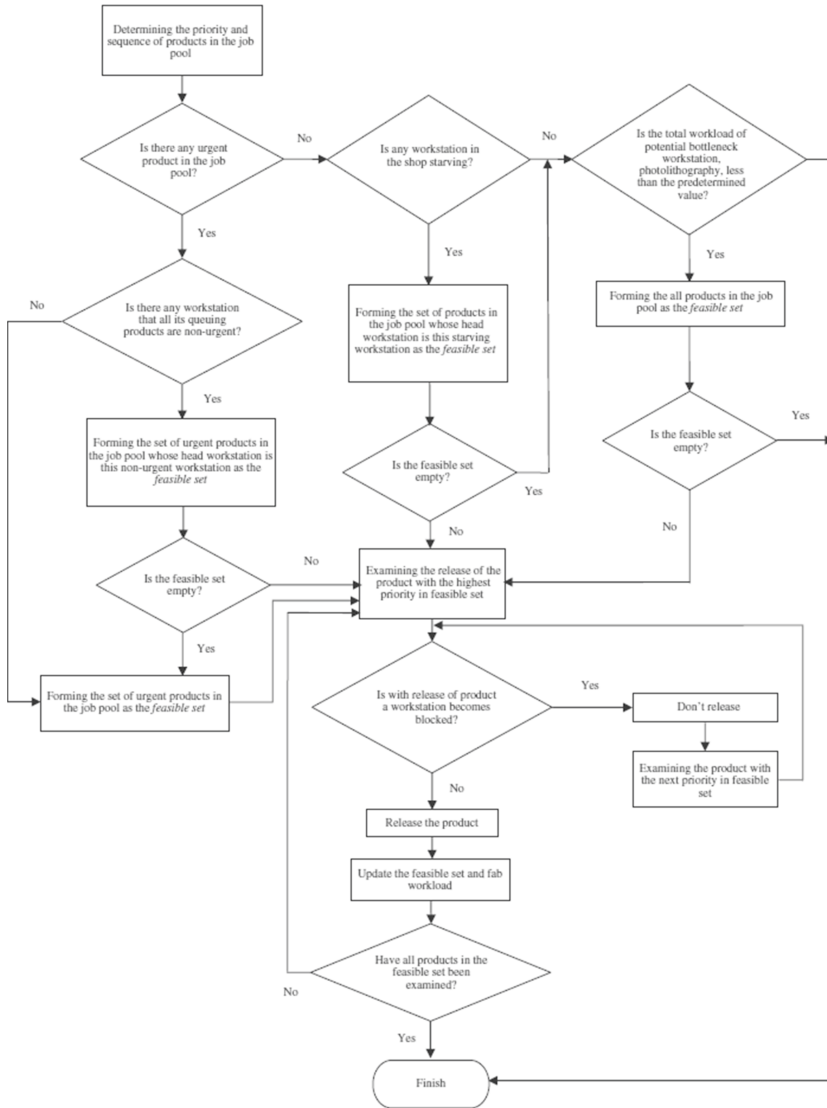 Determining the priority and
sequence of products in the job
pool
Is there any urgent
product in the job
pool?
No
Is any workstation in
the shop starving?
No
Is the total workload of
potential bottleneck
workstation,
photolithography, less
than the predetermined
value?
Yes
Yes
Yes
No
Is there any workstation
that all its queuing
products are non-urgent?
Forming the set of products in
the job pool whose head
workstation is this starving
workstation as the feasible set
Forming the all products in the job
pool as the feasible set
Yes
Forming the set of urgent products in
the job pool whose head workstation is
this non-urgent workstation as the
feasible set
Is the feasible set
empty?
Yes
Is the feasible set
empty?
Yes
No
No
Is the feasible set
empty?
No
Examining the release of the
product with the highest
priority in feasible set
Yes
Forming the set of urgent products in
the job pool as the feasible set
Is with release of product
a workstation becomes
blocked?
Yes
Don't release
Examining the product with
the next priority in feasible
set
No
Release the product
Update the feasible set and fab
workload
Have all products in the
feasible set been
examined?
No
Yes
Finish